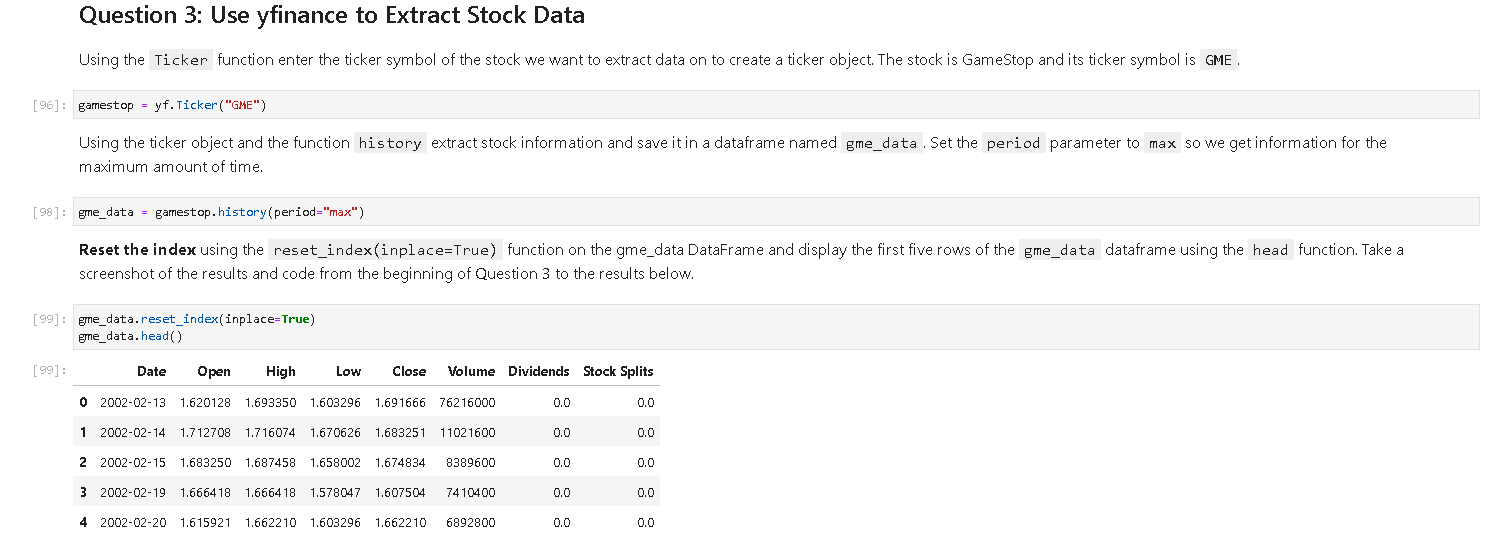 Question 3: Use yfinance to Extract Stock Data
Using the Ticker function enter the ticker symbol of the stock we want to extract data on to create a ticker object. The stock is GameStop and its ticker symbol is GME.
[96]: gamestop = yf.Ticker("GME")
Using the ticker object and the function history extract stock information and save it in a dataframe named gme_data. Set the period parameter to max so we get information for the
maximum amount of time.
[98]: gme_data = gamestop.history(period="max")
Reset the index using the reset_index(inplace=True) function on the gme_data DataFrame and display the first five rows of the gme_data dataframe using the head function. Take a
screenshot of the results and code from the beginning of Question 3 to the results below.
[99]: gme_data.reset_index(inplace=True)
gme_data.head()
[99]: Date Open High Low Close Volume Dividends Stock Splits
0 2002-02-13 1.620128 1.693350 1.603296 1.691666 76216000 0.0 0.0
1 2002-02-14 1.712708 1.716074 1.670626 1.683251 11021600 0.0 0.0
2 2002-02-15 1.683250 1.687458 1.658002 1.674834 8389600 0.0 0.0
3 2002-02-19 1.666418 1.666418 1.578047 1.607504 7410400 0.0 0.0
4 2002-02-20 1.615921 1.662210 1.603296 1.662210 6892800 0.0 0.0